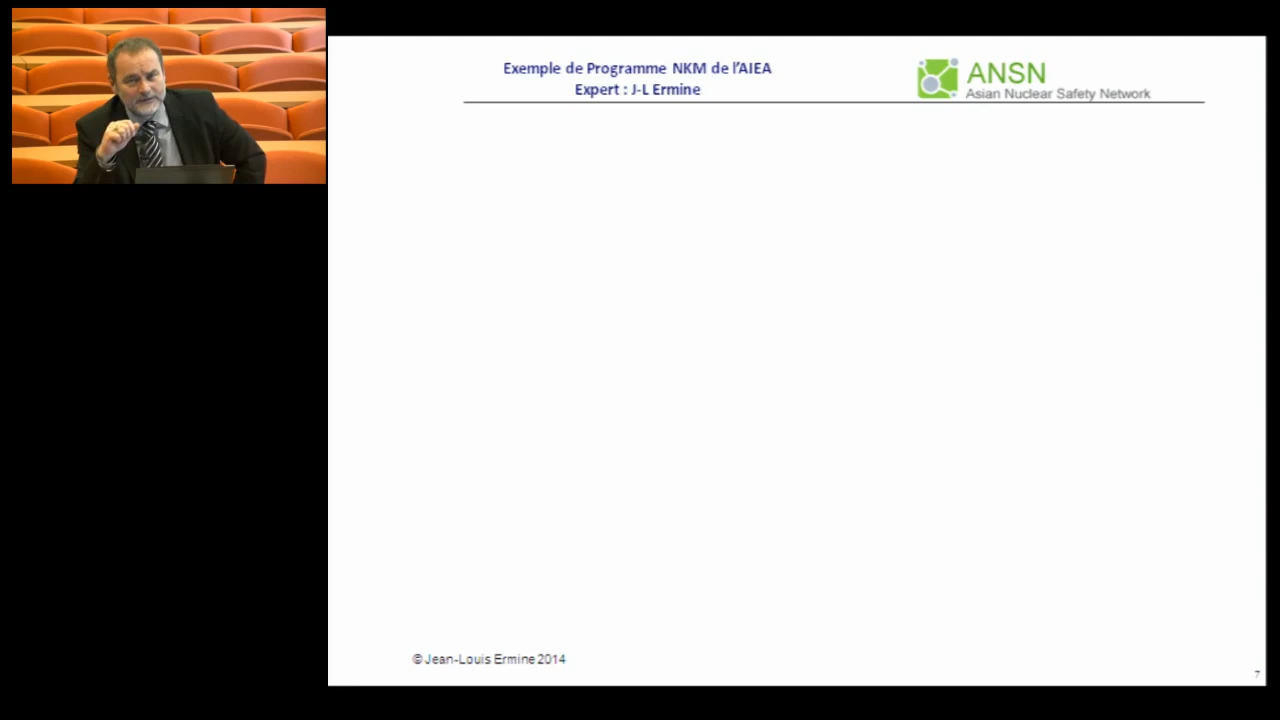 Exemple de Programme NKM de l'AIEA
Expert : J-L Ermine
ANSN
Asian Nuclear Safety Network
© Jean-Louis Ermine 2014
7